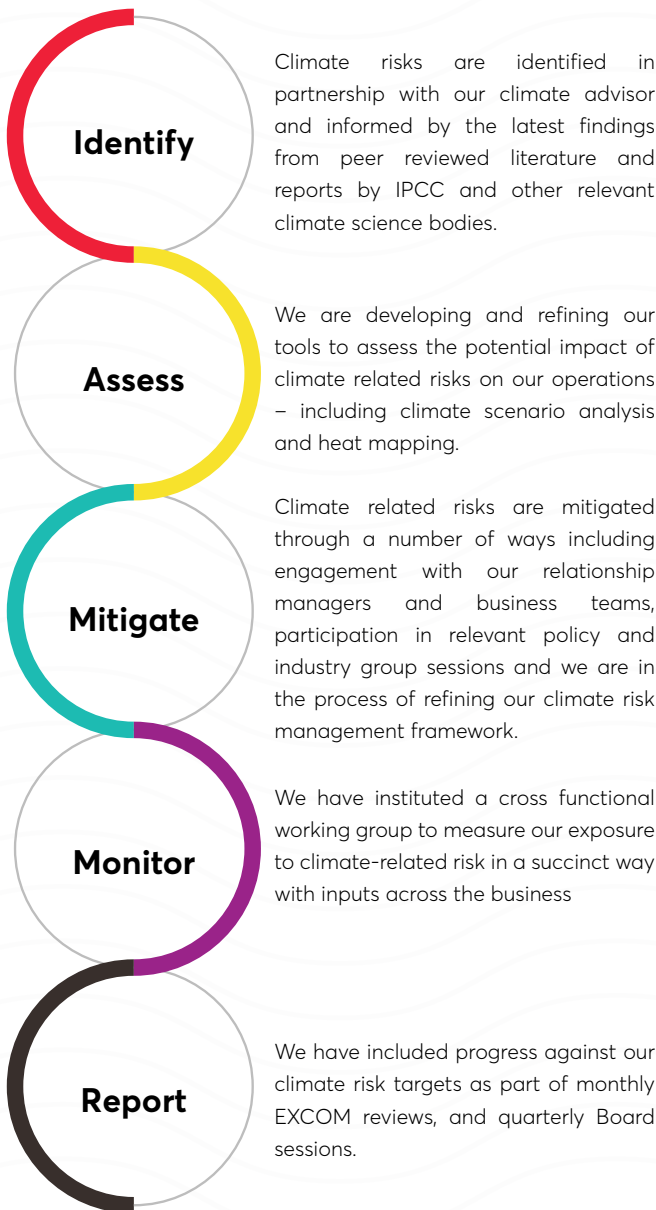 Identify
Climate risks are identified in
partnership with our climate advisor
and informed by the latest findings
from peer reviewed literature and
reports by IPCC and other relevant
climate science bodies.
Assess
We are developing and refining our
tools to assess the potential impact of
climate related risks on our operations
– including climate scenario analysis
and heat mapping.
Mitigate
Climate related risks are mitigated
through a number of ways including
engagement with our relationship
managers and business teams,
participation in relevant policy and
industry group sessions and we are in
the process of refining our climate risk
management framework.
Monitor
We have instituted a cross functional
working group to measure our exposure
to climate-related risk in a succinct way
with inputs across the business
Report
We have included progress against our
climate risk targets as part of monthly
EXCOM reviews, and quarterly Board
sessions.